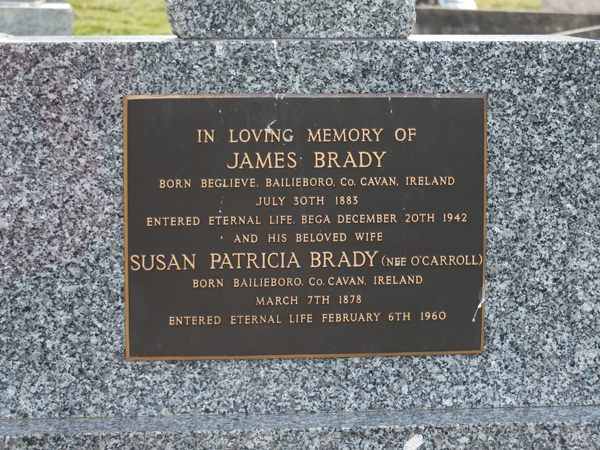 IN LOVING MEMORY OF
JAMES BRADY
BORN BEGLIEVE, BAILIEBORO, Co. CAVAN, IRELAND
JULY 30TH 1883
ENTERED ETERNAL LIFE, BEGA DECEMBER 20TH 1942
AND HIS BELOVED WIFE
SUSAN PATRICIA BRADY (NEE O'CARROLL)
BORN BAILIEBORO, Co. CAVAN, IRELAND
MARCH 7TH 1878
ENTERED ETERNAL LIFE FEBRUARY 6TH 1960